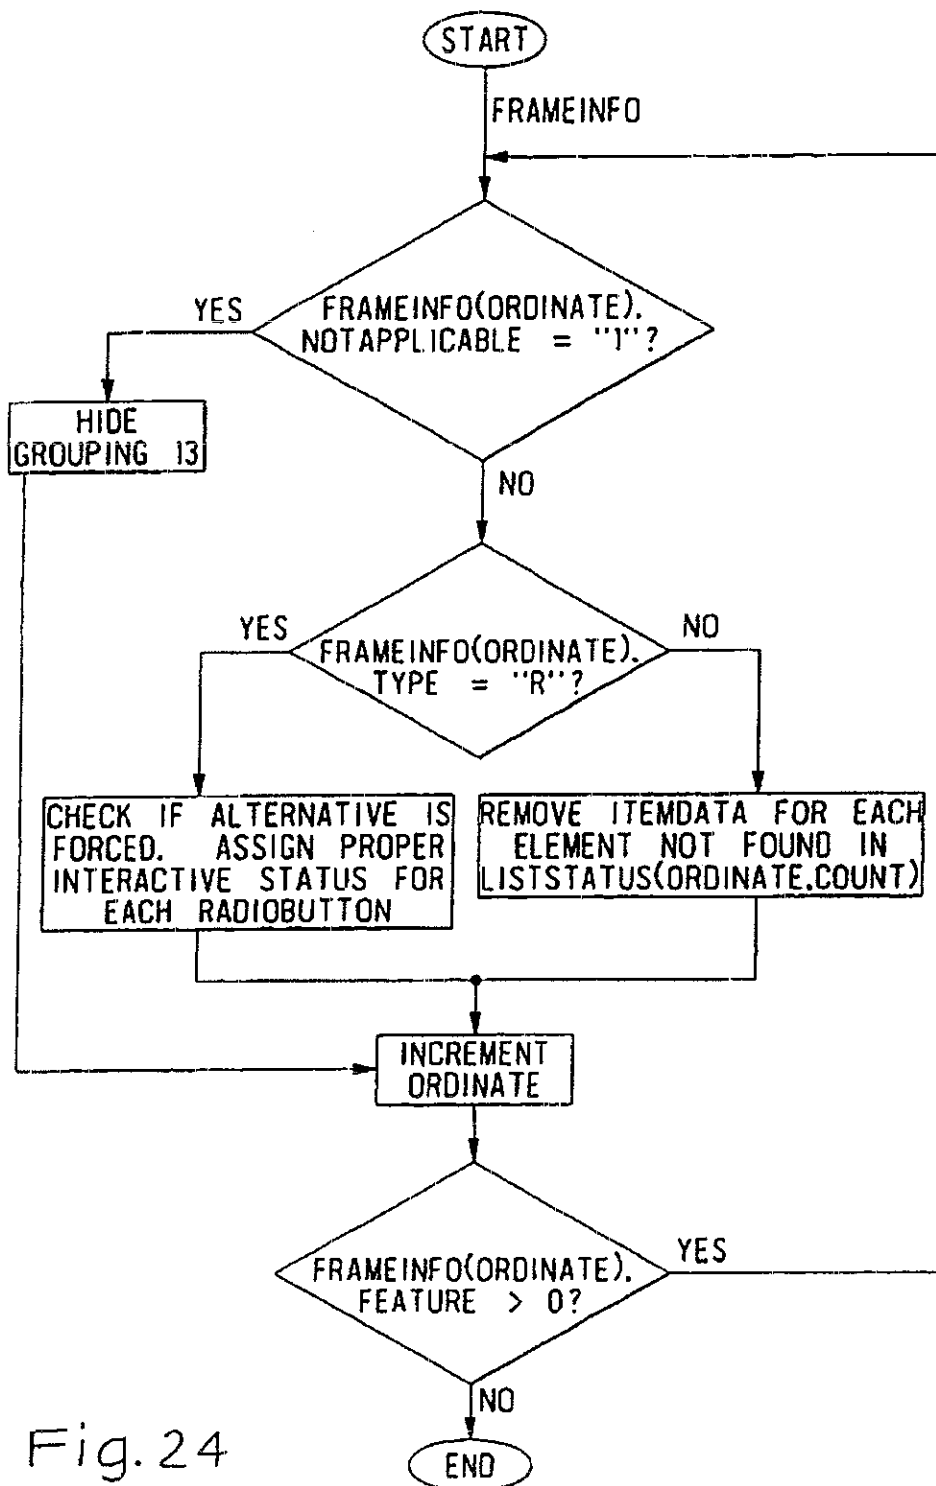 START
FRAMEINFO
YES
FRAMEINFO(ORDINATE).
NOTAPPLICABLE = "1"?
HIDE
GROUPING 13
NO
YES
NO
FRAMEINFO(ORDINATE).
TYPE = "R"?
CHECK IF ALTERNATIVE IS
FORCED. ASSIGN PROPER
INTERACTIVE STATUS FOR
EACH RADIOBUTTON
REMOVE ITEMDATA FOR EACH
ELEMENT NOT FOUND IN
LISTSTATUS(ORDINATE.COUNT)
INCREMENT
ORDINATE
FRAMEINFO(ORDINATE).
FEATURE > 0?
YES
NO
END
Fig. 24